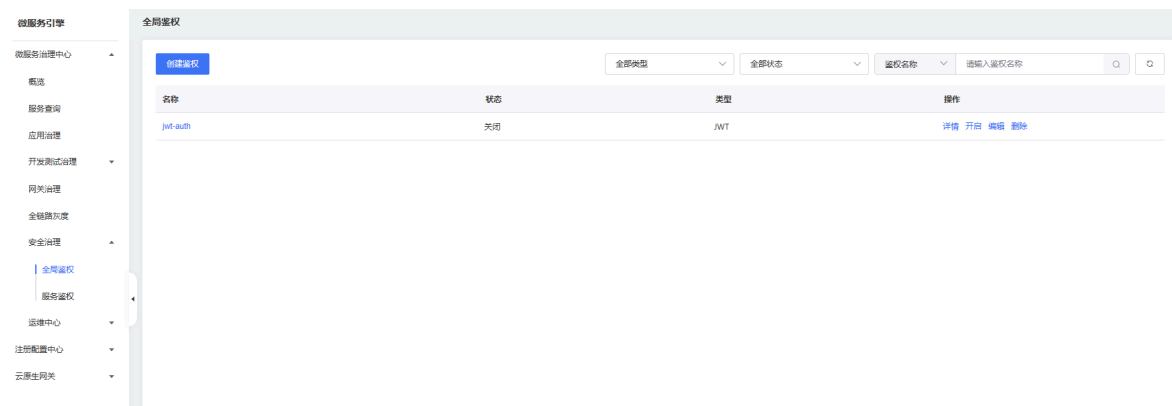 微服务引擎
全局鉴权
微服务治理中心
概览
服务查询
应用治理
开发测试治理
网关治理
全链路灰度
安全治理
全局鉴权
服务鉴权
运维中心
注册配置中心
云原生网关
创建鉴权
全部类型
全部状态
鉴权名称
请输入鉴权名称
名称 状态 类型 操作
jwt-auth 关闭 JWT 详情 开启 编辑 删除